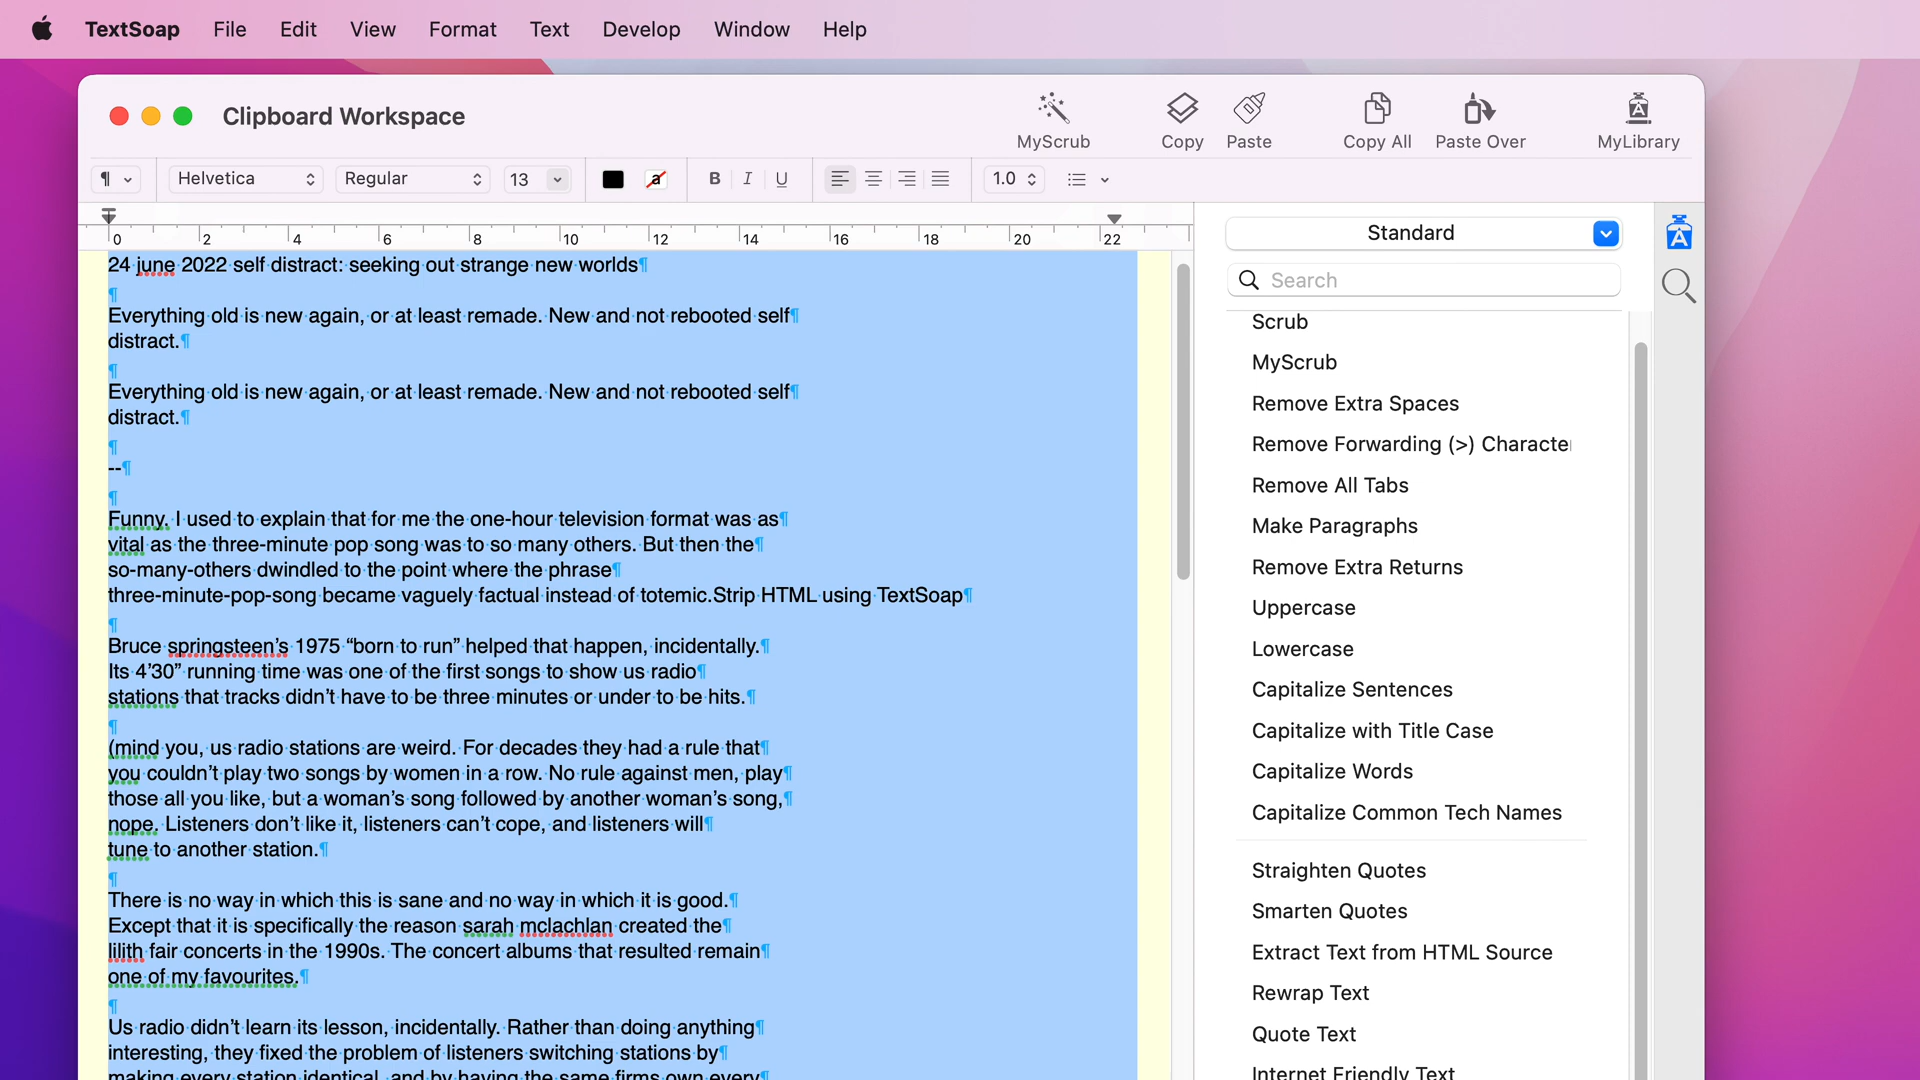 TextSoap File Edit View Format Text Develop Window Help
Clipboard Workspace
MyScrub Copy Paste Copy All Paste Over MyLibrary
¶ Helvetica Regular 13 a B I U 1.0
0 2 4 6 8 10 12 14 16 18 20 22
24 june 2022 self distract: seeking out strange new worlds¶
¶
Everything old is new again, or at least remade. New and not rebooted self¶
distract.¶
¶
Everything old is new again, or at least remade. New and not rebooted self¶
distract.¶
¶
--¶
¶
Funny. I used to explain that for me the one-hour television format was as¶
vital as the three-minute pop song was to so many others. But then the¶
so-many-others dwindled to the point where the phrase¶
three-minute-pop-song became vaguely factual instead of totemic.Strip HTML using TextSoap¶
¶
Bruce springsteen’s 1975 “born to run” helped that happen, incidentally.¶
Its 4’30” running time was one of the first songs to show us radio¶
stations that tracks didn’t have to be three minutes or under to be hits.¶
¶
(mind you, us radio stations are weird. For decades they had a rule that¶
you couldn’t play two songs by women in a row. No rule against men, play¶
those all you like, but a woman’s song followed by another woman’s song,¶
nope. Listeners don’t like it, listeners can’t cope, and listeners will¶
tune to another station.¶
¶
There is no way in which this is sane and no way in which it is good.¶
Except that it is specifically the reason sarah mclachlan created the¶
lilith fair concerts in the 1990s. The concert albums that resulted remain¶
one of my favourites.¶
¶
Us radio didn’t learn its lesson, incidentally. Rather than doing anything¶
interesting, they fixed the problem of listeners switching stations by¶
making every station identical, and by having the same firms own every¶
Standard
Search
Scrub
MyScrub
Remove Extra Spaces
Remove Forwarding (>) Characte
Remove All Tabs
Make Paragraphs
Remove Extra Returns
Uppercase
Lowercase
Capitalize Sentences
Capitalize with Title Case
Capitalize Words
Capitalize Common Tech Names
Straighten Quotes
Smarten Quotes
Extract Text from HTML Source
Rewrap Text
Quote Text
Internet Friendly Text